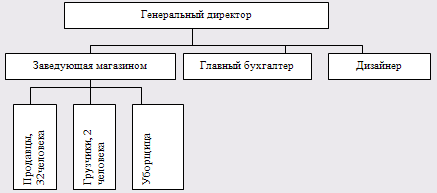 Генеральный директор
Заведующая магазином
Главный бухгалтер
Дизайнер
Продавцы,
32человека
Грузчики, 2
человека
Уборщица